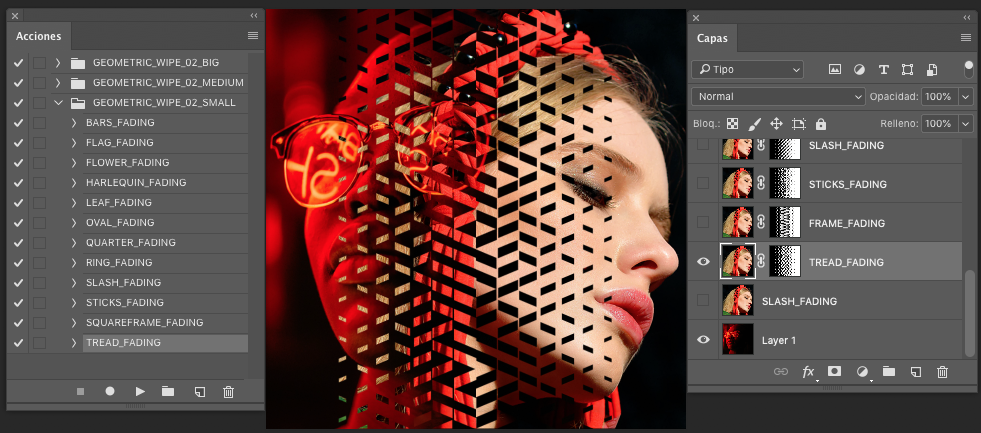 Acciones
GEOMETRIC_WIPE_02_BIG
GEOMETRIC_WIPE_02_MEDIUM
GEOMETRIC_WIPE_02_SMALL
BARS_FADING
FLAG_FADING
FLOWER_FADING
HARLEQUIN_FADING
LEAF_FADING
OVAL_FADING
QUARTER_FADING
RING_FADING
SLASH_FADING
STICKS_FADING
SQUAREFRAME_FADING
TREAD_FADING
Capas
Tipo
Normal Opacidad: 100%
Bloq.: Relleno: 100%
SLASH_FADING
STICKS_FADING
FRAME_FADING
TREAD_FADING
SLASH_FADING
Layer 1
fx